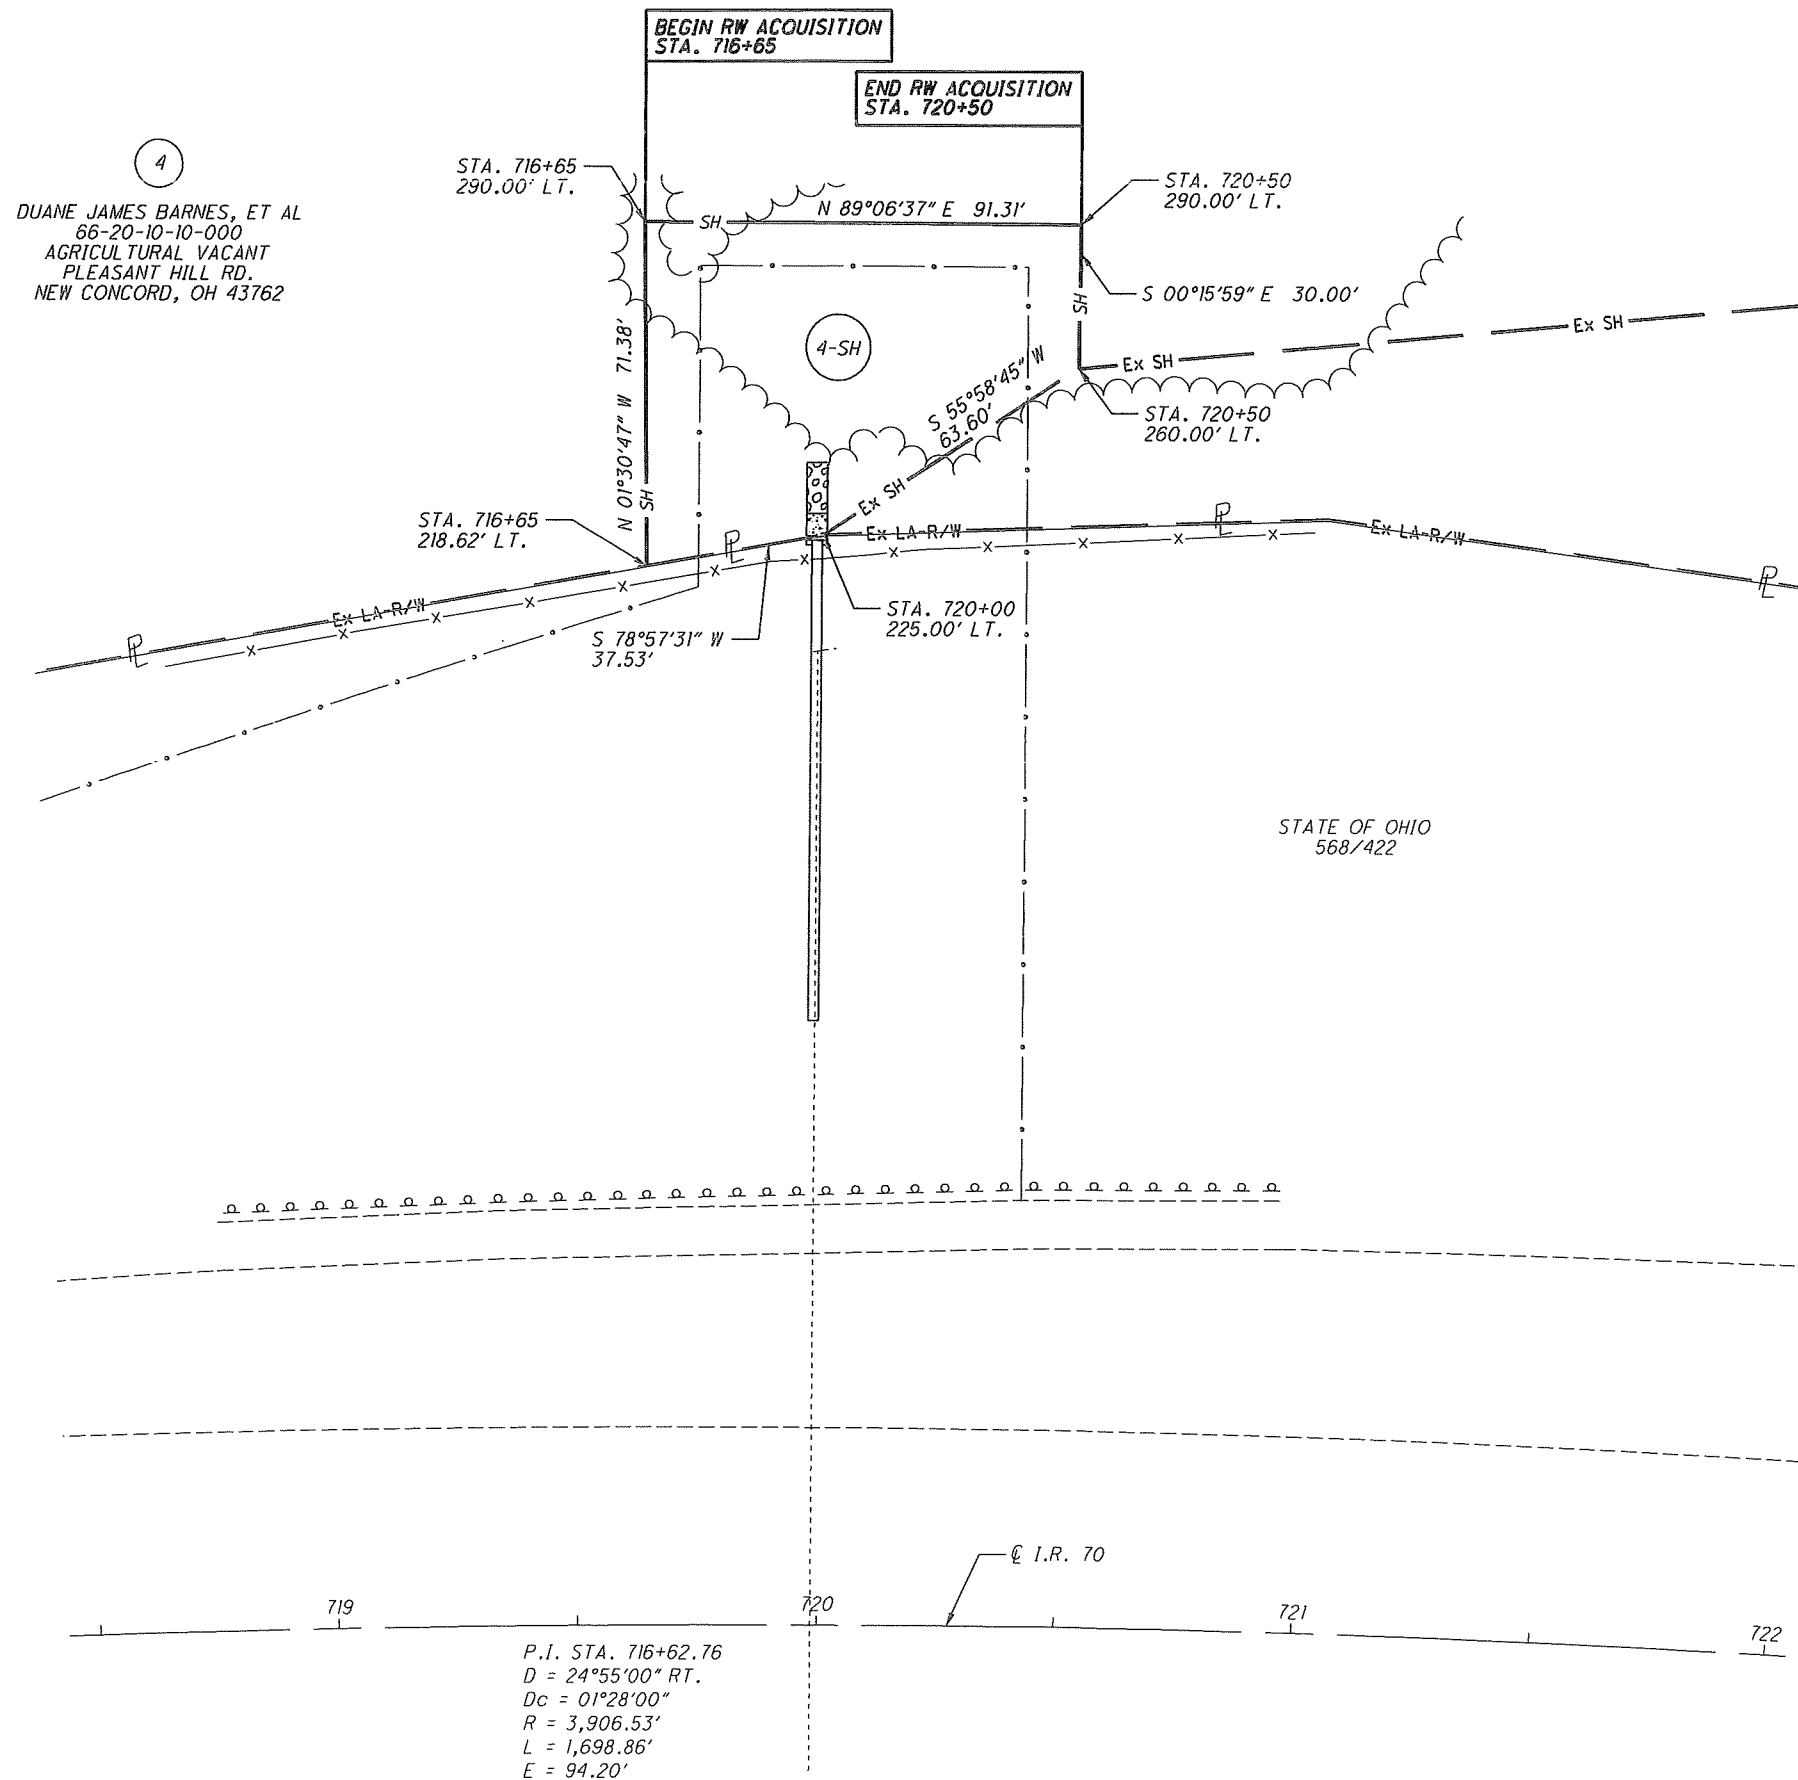 BEGIN RW ACQUISITION
STA. 716+65
END RW ACQUISITION
STA. 720+50
4
DUANE JAMES BARNES, ET AL
66-20-10-10-000
AGRICULTURAL VACANT
PLEASANT HILL RD.
NEW CONCORD, OH 43762
STA. 716+65
290.00' LT.
STA. 720+50
290.00' LT.
SH
N 89°06'37" E 91.31'
SH
S 00°15'59" E 30.00'
4-SH
N 01°30'47" W 71.38'
SH
Ex SH
Ex SH
S 55°58'45" W
63.60'
STA. 720+50
260.00' LT.
Ex SH
STA. 716+65
218.62' LT.
PL
Ex LA-R/W
PL
Ex LA-R/W
PL
Ex LA-R/W
PL
S 78°57'31" W
37.53'
STA. 720+00
225.00' LT.
STATE OF OHIO
568/422
CL I.R. 70
719
720
721
722
P.I. STA. 716+62.76
D = 24°55'00" RT.
Dc = 01°28'00"
R = 3,906.53'
L = 1,698.86'
E = 94.20'